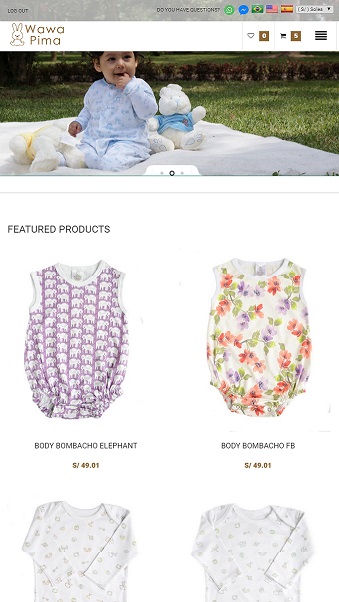 LOG OUT
DO YOU HAVE QUESTIONS?
( S/ ) Soles
Wawa
Pima
0
5
FEATURED PRODUCTS
BODY BOMBACHO ELEPHANT
BODY BOMBACHO FB
S/ 49.01
S/ 49.01